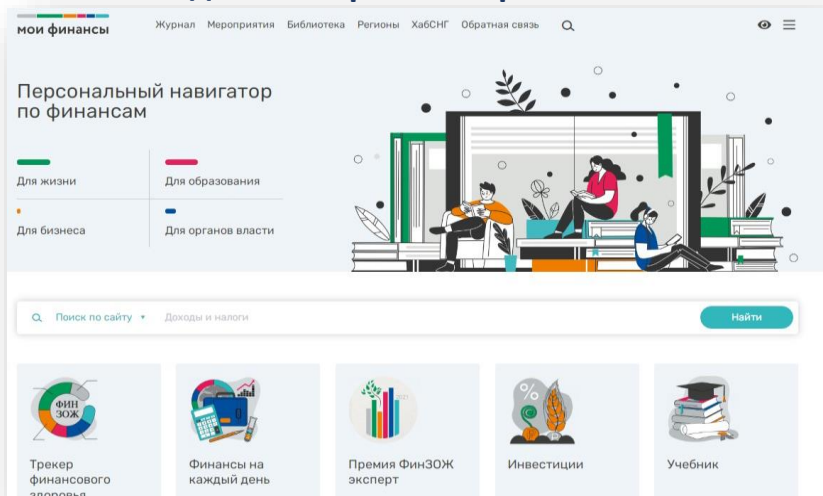 мои финансы
Журнал Мероприятия Библиотека Регионы ХабСНГ Обратная связь
Персональный навигатор
по финансам
Для жизни
Для образования
Для бизнеса
Для органов власти
Поиск по сайту
Доходы и налоги
Найти
ФИН
ЗОЖ
2021
Трекер
финансового
здоровья
Финансы на
каждый день
Премия ФинЗОЖ
эксперт
%
Инвестиции
Учебник